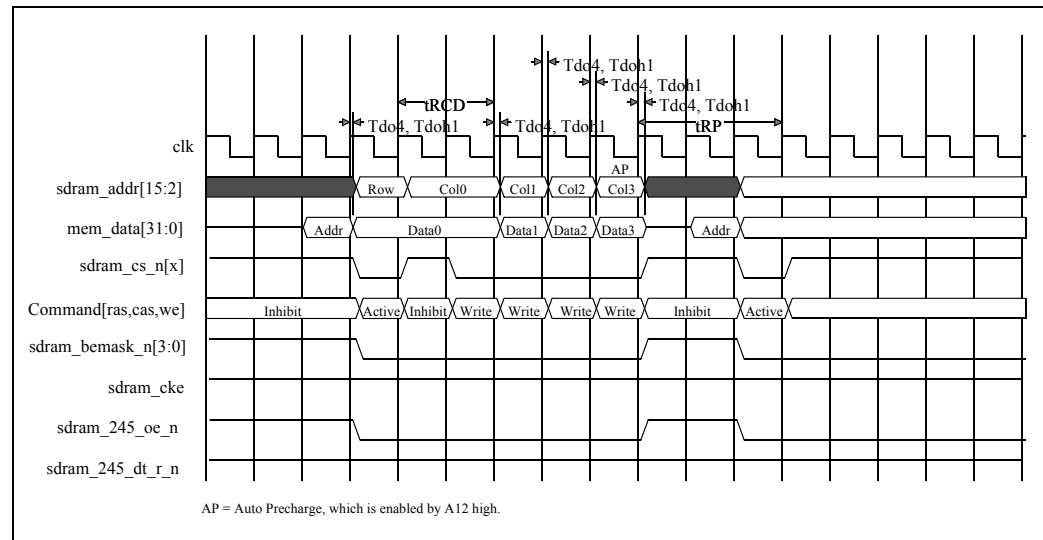 Tdo4, Tdoh1
Tdo4, Tdoh1
tRCD
Tdo4, Tdoh1
Tdo4, Tdoh1
Tdo4, Tdoh1
tRP
clk
AP
sdram_addr[15:2]
Row Col0 Col1 Col2 Col3
mem_data[31:0]
Addr Data0 Data1 Data2 Data3 Addr
sdram_cs_n[x]
Command[ras,cas,we]
Inhibit Active Inhibit Write Write Write Write Inhibit Active
sdram_bemask_n[3:0]
sdram_cke
sdram_245_oe_n
sdram_245_dt_r_n
AP = Auto Precharge, which is enabled by A12 high.